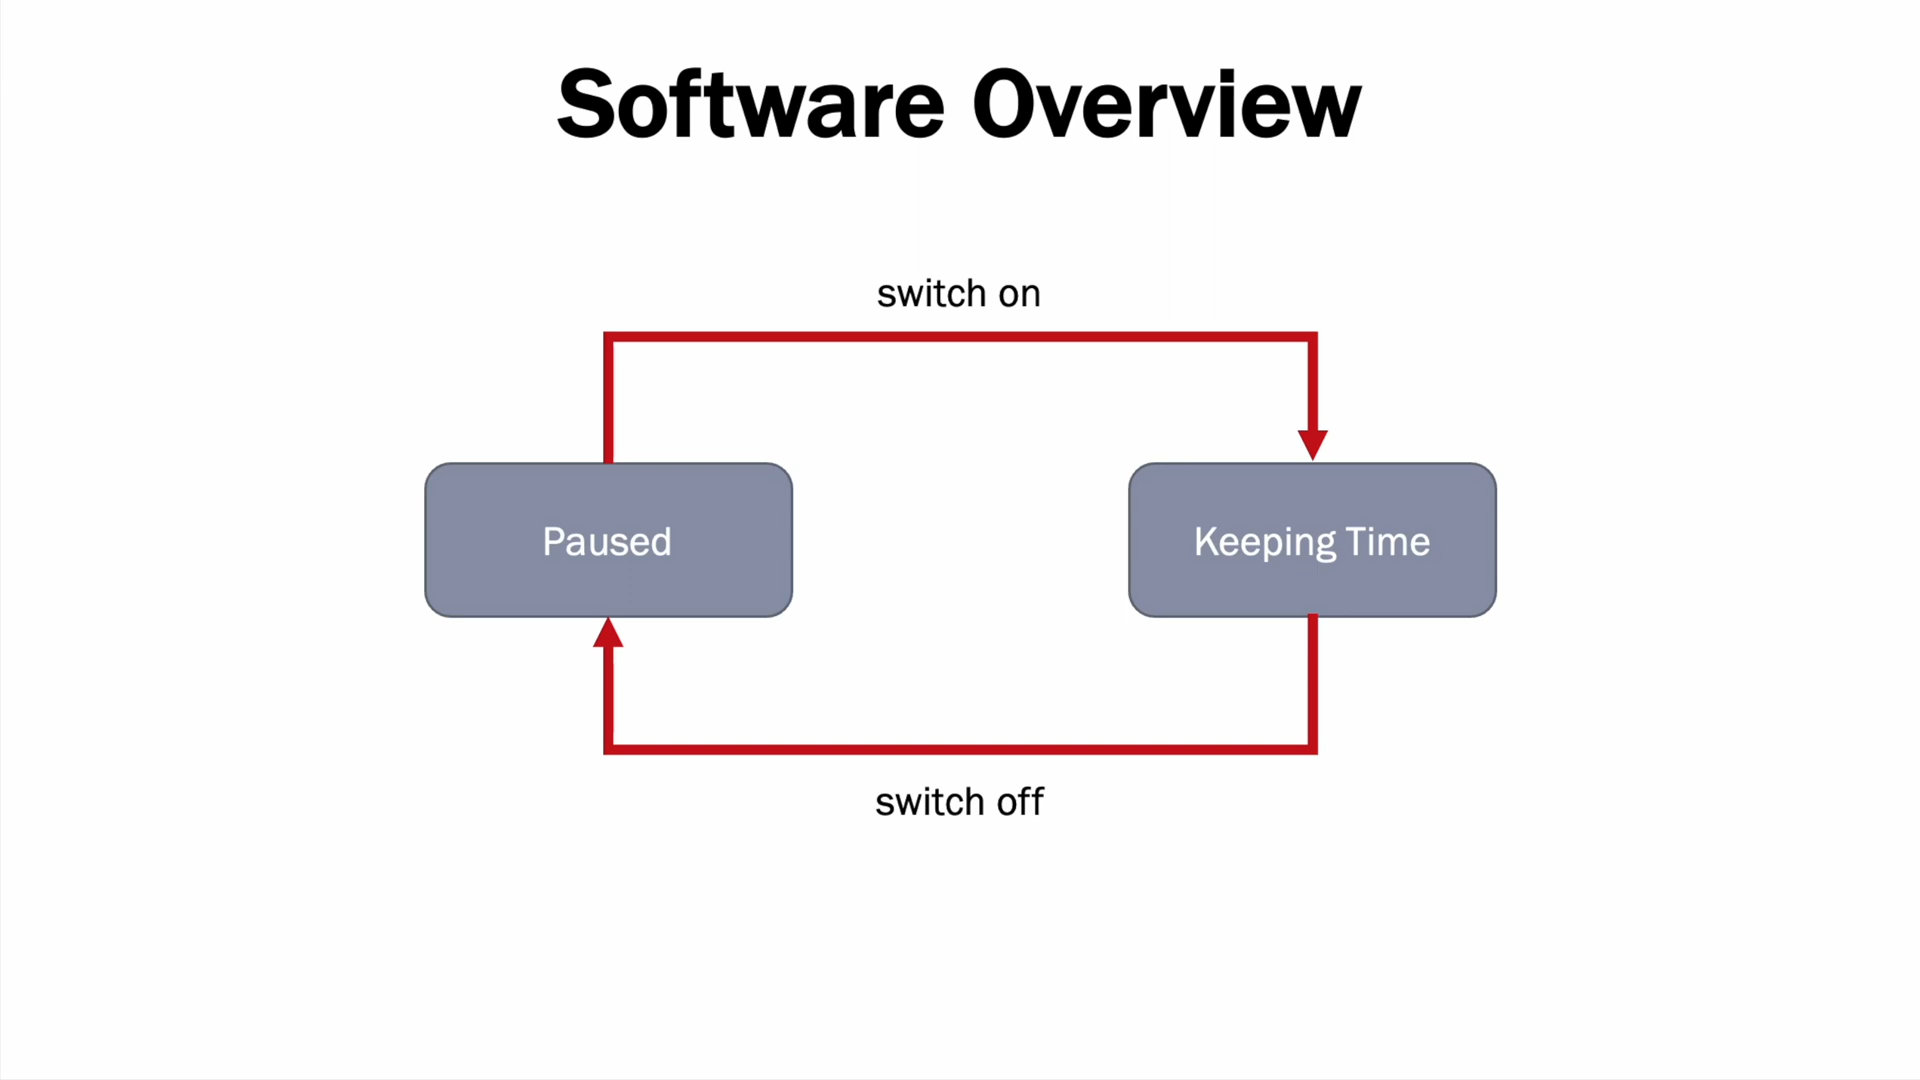 Software Overview
switch on
Paused
Keeping Time
switch off